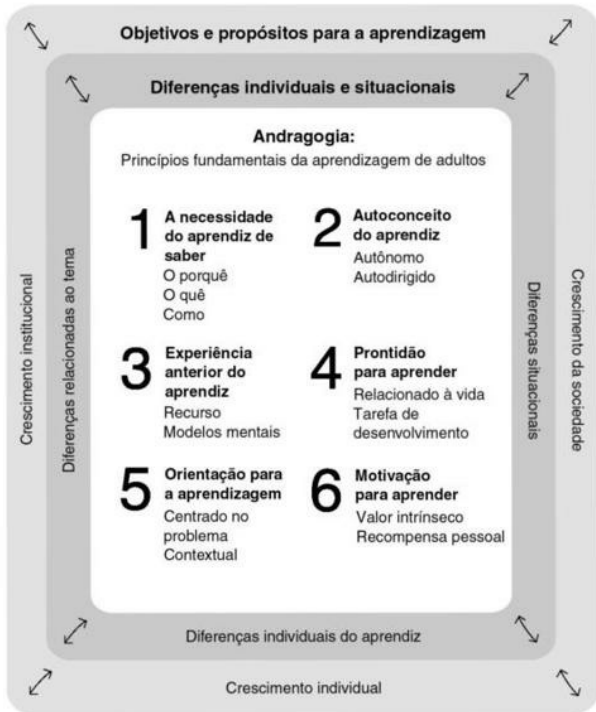 Objetivos e propósitos para a aprendizagem
Diferenças individuais e situacionais
Andragogia:
Princípios fundamentais da aprendizagem de adultos
1
A necessidade
do aprendiz de
saber
O porquê
O quê
Como
2
Autoconceito
do aprendiz
Autônomo
Autodirigido
3
Experiência
anterior do
aprendiz
Recurso
Modelos mentais
4
Prontidão
para aprender
Relacionado à vida
Tarefa de
desenvolvimento
5
Orientação para
a aprendizagem
Centrado no
problema
Contextual
6
Motivação
para aprender
Valor intrínseco
Recompensa pessoal
Crescimento institucional
Diferenças relacionadas ao tema
Diferenças situacionais
Crescimento da sociedade
Diferenças individuais do aprendiz
Crescimento individual